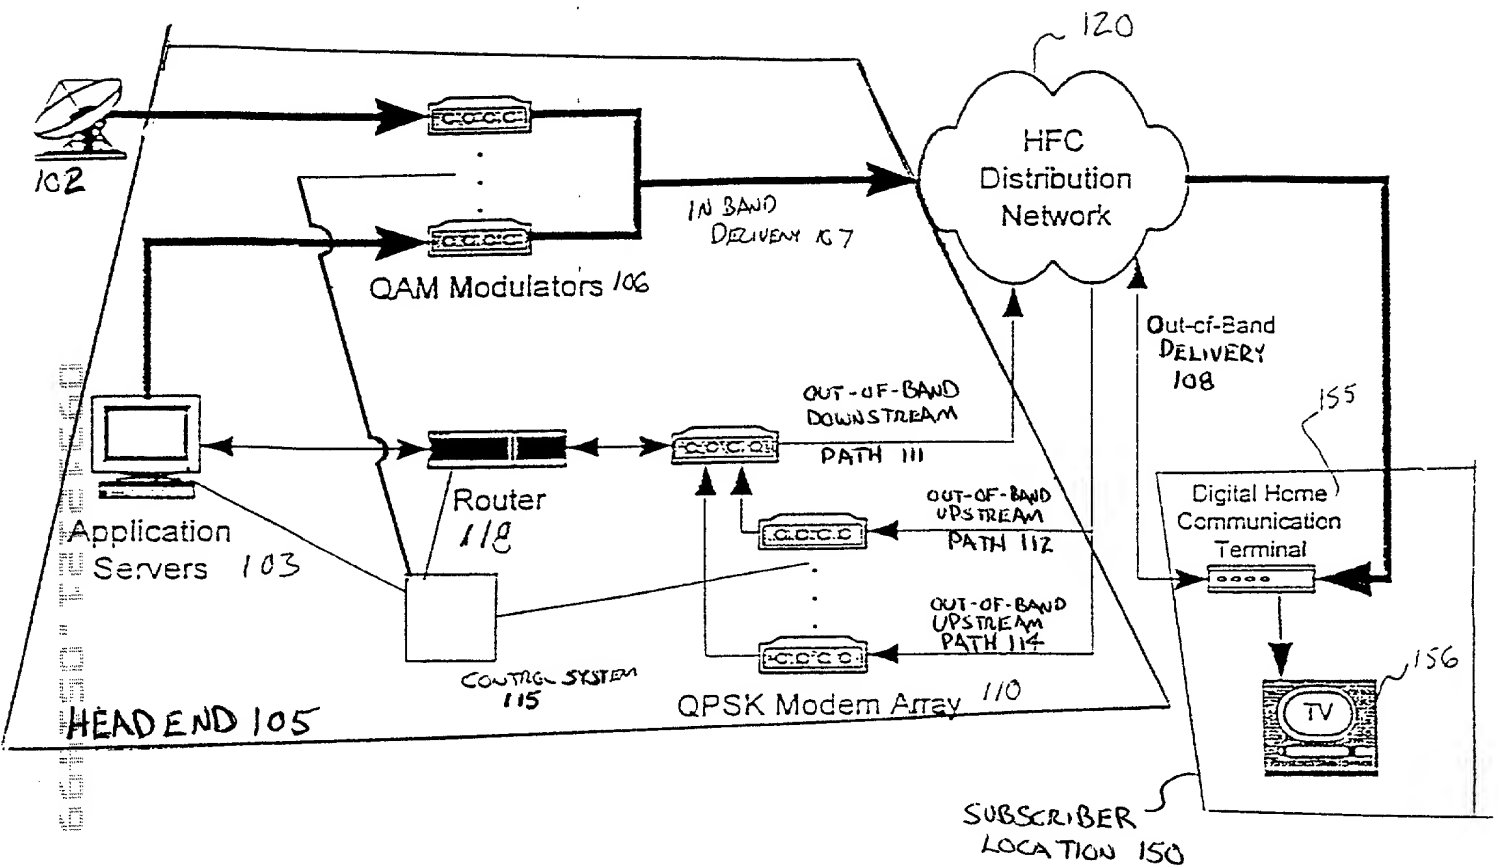 120
HFC
Distribution
Network
102
IN BAND
DELIVERY 107
QAM Modulators 106
Out-of-Band
DELIVERY
108
155
OUT-OF-BAND
DOWNSTREAM
PATH 111
Router
118
Application
Servers 103
OUT-OF-BAND
UPSTREAM
PATH 112
Digital Home
Communication
Terminal
OUT-OF-BAND
UPSTREAM
PATH 114
CONTROL SYSTEM
115
QPSK Modem Array 110
156
TV
HEADEND 105
SUBSCRIBER
LOCATION 150